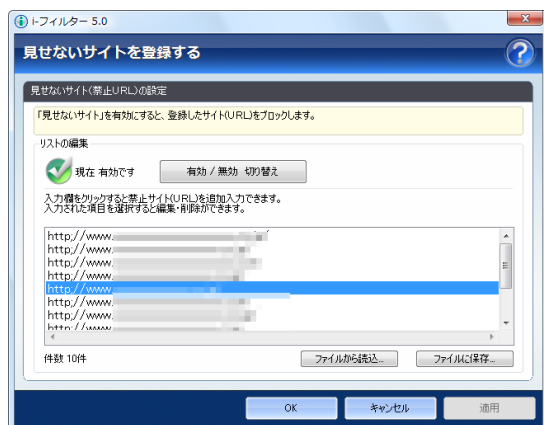 i-フィルター 5.0
見せないサイトを登録する
見せないサイト(禁止URL)の設定
「見せないサイト」を有効にすると、登録したサイト(URL)をブロックします。
リストの編集
現在 有効です
有効 / 無効 切り替え
入力欄をクリックすると禁止サイト(URL)を追加入力できます。
入力された項目を選択すると編集・削除ができます。
http://www.
http://www.
http://www.
http://www.
http://www.
http://www.
http://www.
http://www.
件数 10件
ファイルから読込...
ファイルに保存...
OK
キャンセル
適用